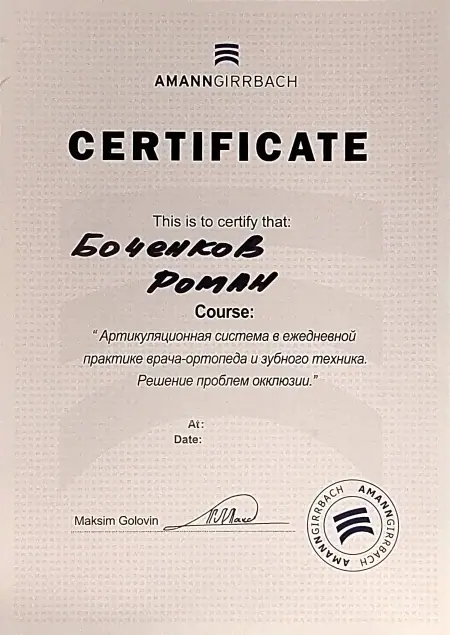 AMANNGIRRBACH
CERTIFICATE
This is to certify that:
Боченков
Роман
Course:
“ Артикуляционная система в ежедневной
практике врача-ортопеда и зубного техника.
Решение проблем окклюзии.”
At:
Date:
Maksim Golovin
AMANNGIRRBACH AMANNGIRRBACH